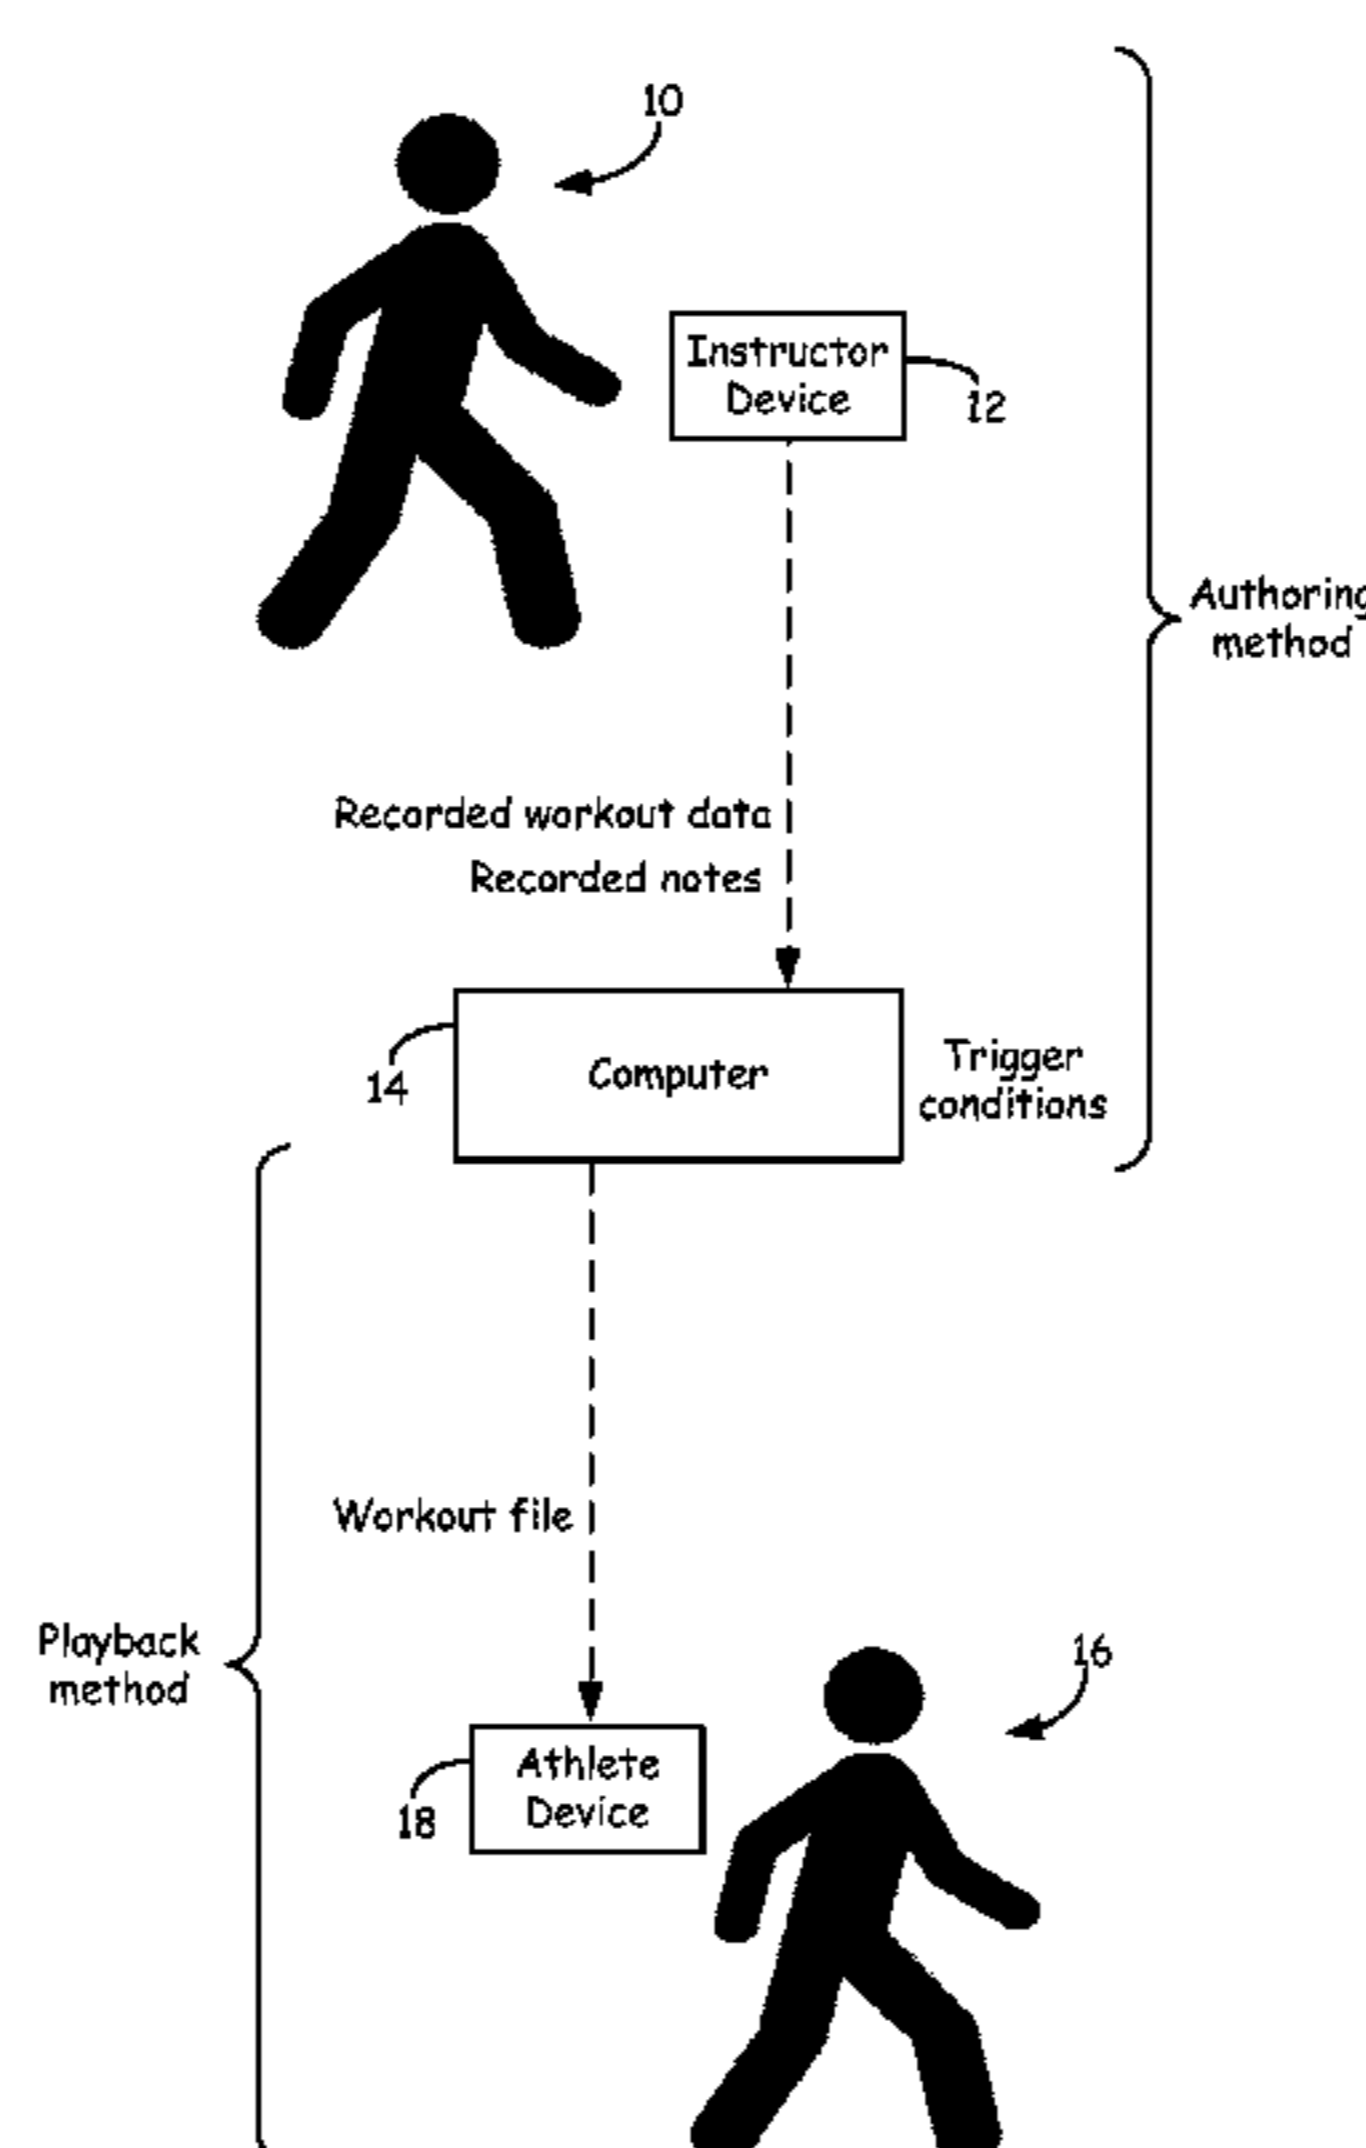 10
Instructor
Device
12
Authoring
method
Recorded workout data
Recorded notes
Computer
14
Trigger
conditions
Workout file
Playback
method
16
Athlete
Device
18